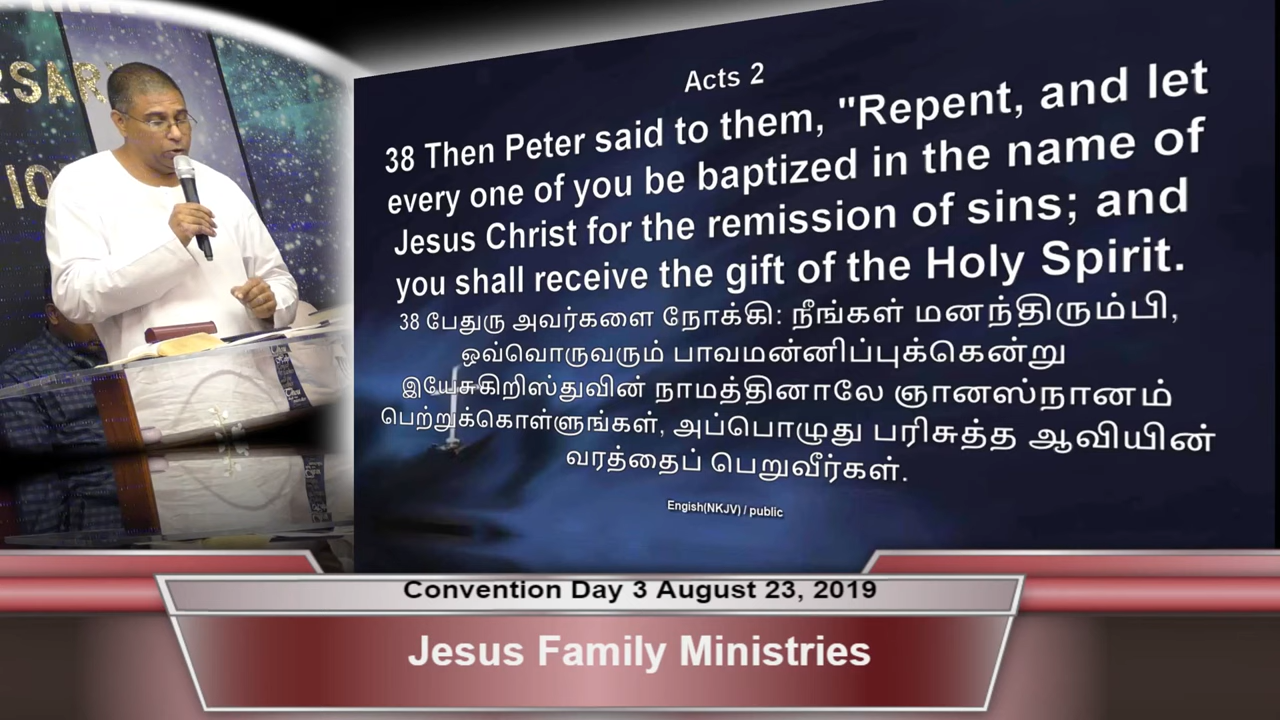 Acts 2
38 Then Peter said to them, "Repent, and let
every one of you be baptized in the name of
Jesus Christ for the remission of sins; and
you shall receive the gift of the Holy Spirit.
38 பேதுரு அவர்களை நோக்கி: நீங்கள் மனந்திரும்பி,
ஒவ்வொருவரும் பாவமன்னிப்புக்கென்று
இயேசுகிறிஸ்துவின் நாமத்தினாலே ஞானஸ்நானம்
பெற்றுக்கொள்ளுங்கள், அப்பொழுது பரிசுத்த ஆவியின்
வரத்தைப் பெறுவீர்கள்.
Engish(NKJV) / public
Convention Day 3 August 23, 2019
Jesus Family Ministries